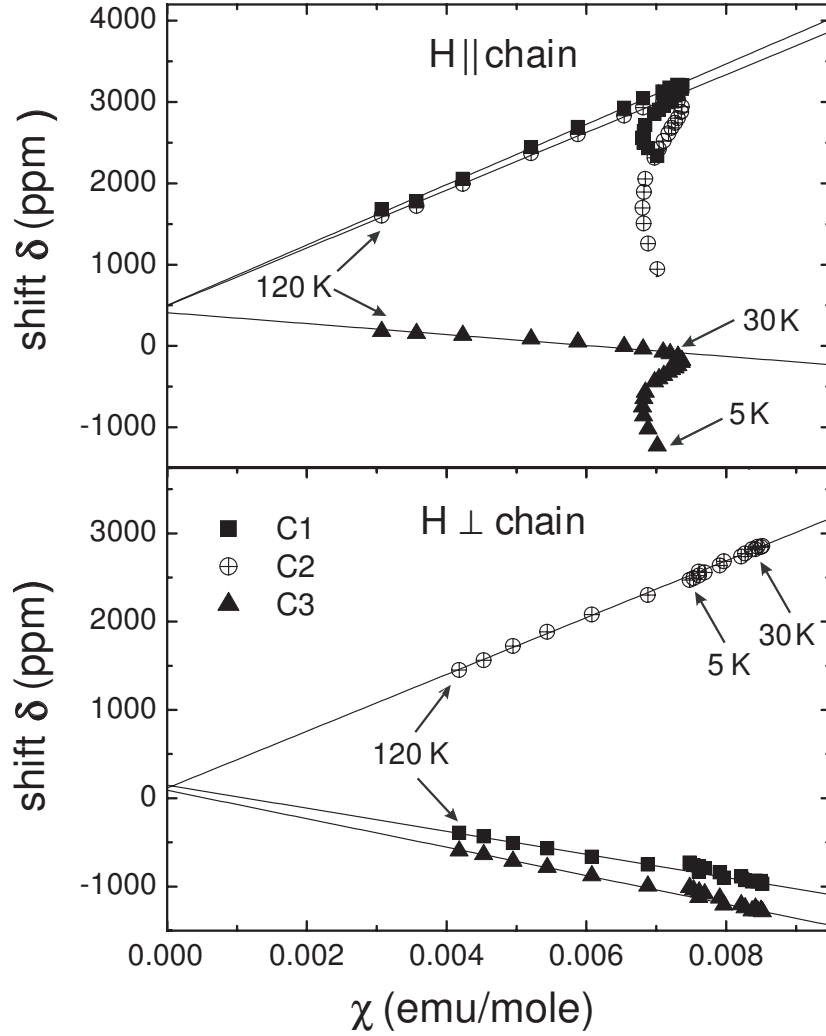 4000
H || chain
3000
2000
shift δ (ppm)
1000
120 K
30 K
0
5 K
-1000
3000
C1
H ⊥ chain
C2
C3
2000
30 K
5 K
shift δ (ppm)
1000
120 K
0
-1000
0.000
0.002
0.004
0.006
0.008
χ (emu/mole)